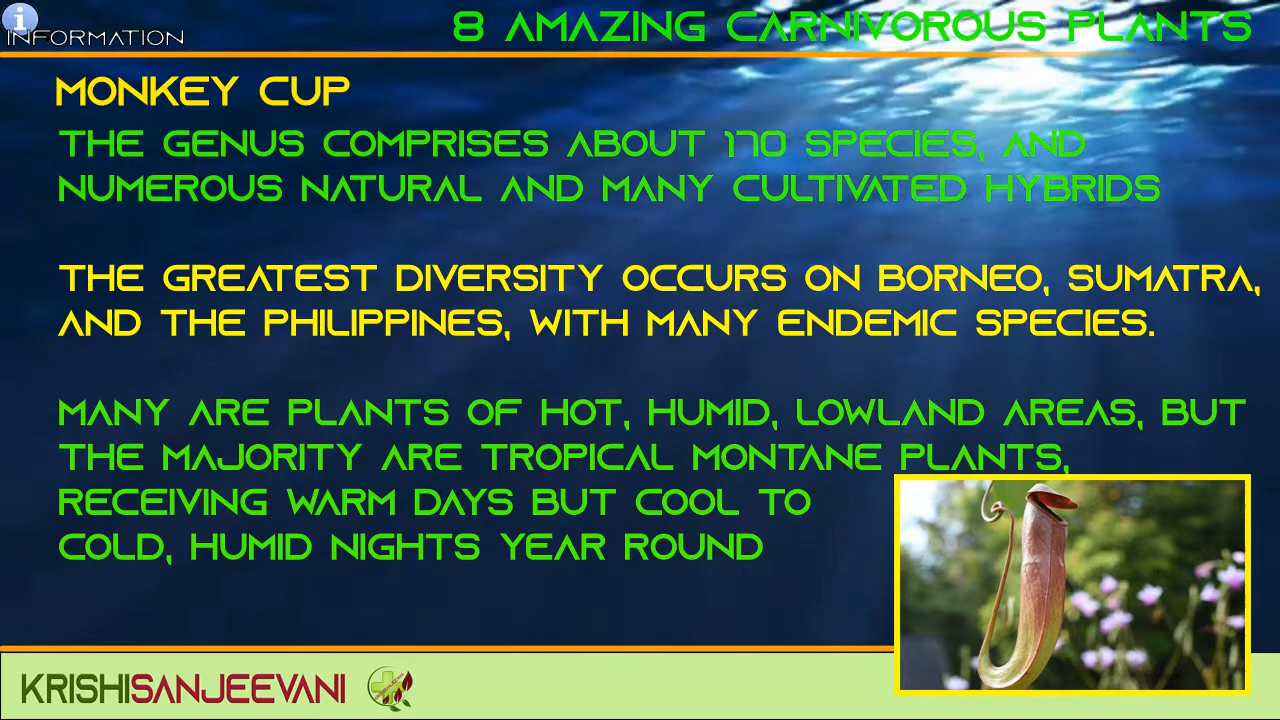 INFORMATION
8 AMAZING CARNIVOROUS PLANTS
MONKEY CUP
THE GENUS COMPRISES ABOUT 170 SPECIES, AND
NUMEROUS NATURAL AND MANY CULTIVATED HYBRIDS
THE GREATEST DIVERSITY OCCURS ON BORNEO, SUMATRA,
AND THE PHILIPPINES, WITH MANY ENDEMIC SPECIES.
MANY ARE PLANTS OF HOT, HUMID, LOWLAND AREAS, BUT
THE MAJORITY ARE TROPICAL MONTANE PLANTS,
RECEIVING WARM DAYS BUT COOL TO
COLD, HUMID NIGHTS YEAR ROUND
KRISHISANJEEVANI